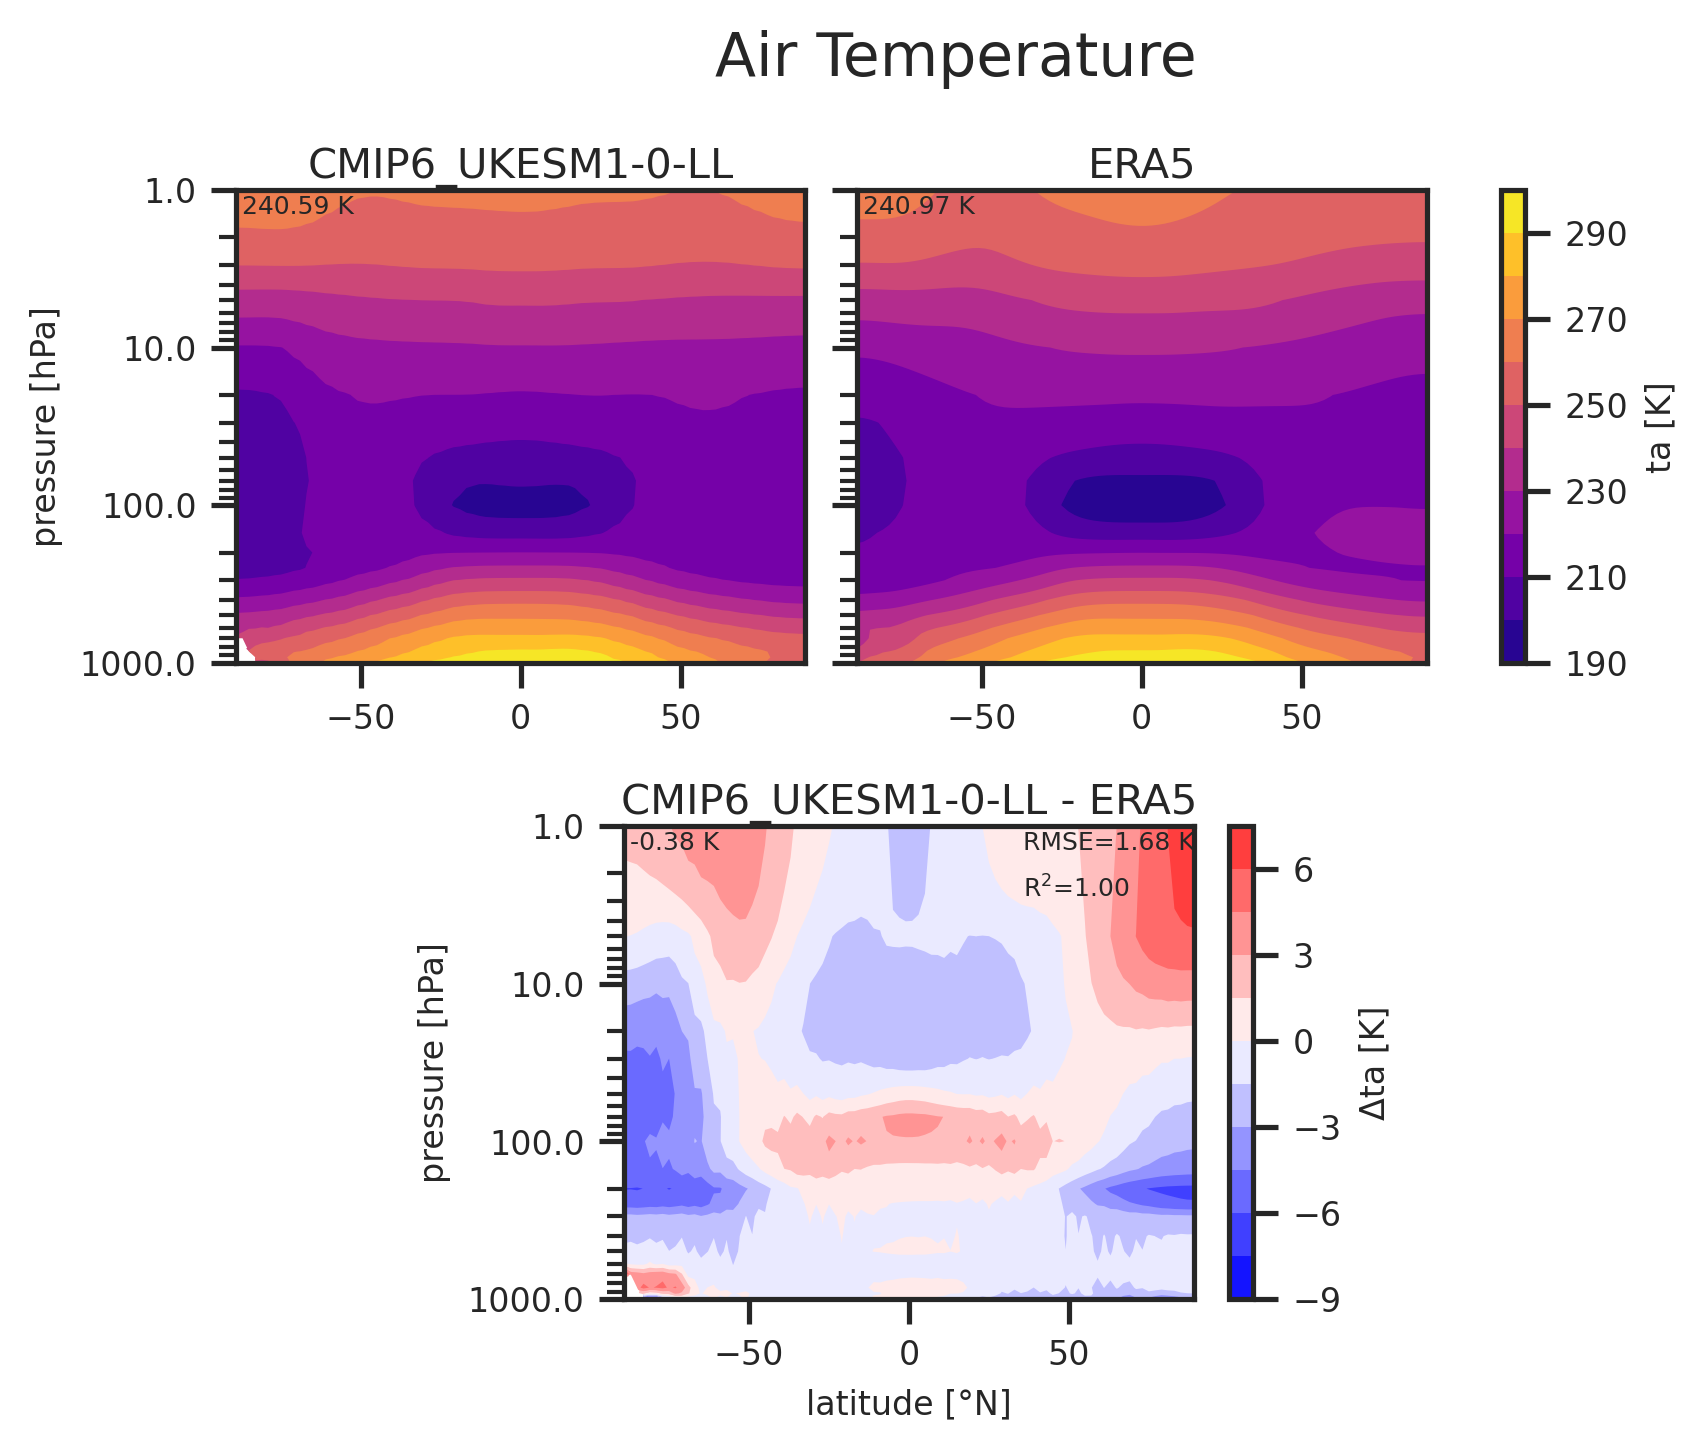 Air Temperature
CMIP6_UKESM1-0-LL
ERA5
240.59 K
240.97 K
1.0
10.0
100.0
1000.0
pressure [hPa]
−50
0
50
−50
0
50
290
270
250
230
210
190
ta [K]
CMIP6_UKESM1-0-LL - ERA5
-0.38 K
RMSE=1.68 K
R²=1.00
1.0
10.0
100.0
1000.0
pressure [hPa]
−50
0
50
latitude [°N]
6
3
0
−3
−6
−9
Δta [K]